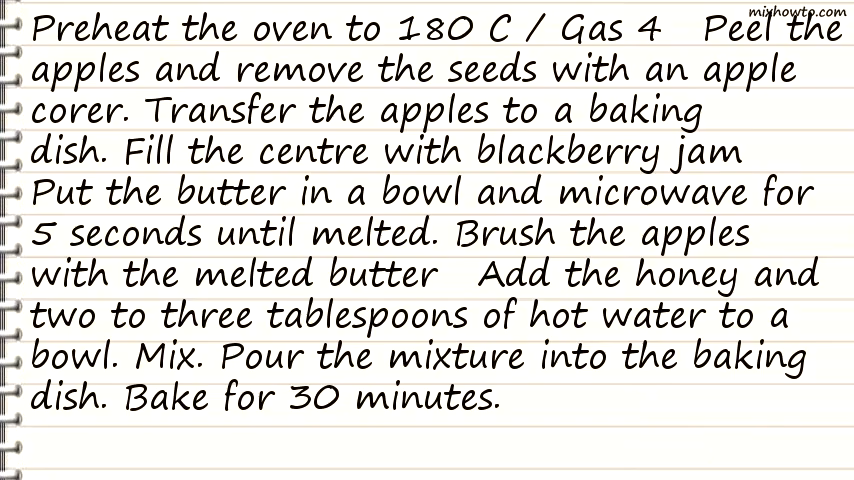 mixhowto.com
Preheat the oven to 180 C / Gas 4   Peel the
apples and remove the seeds with an apple
corer. Transfer the apples to a baking
dish. Fill the centre with blackberry jam
Put the butter in a bowl and microwave for
5 seconds until melted. Brush the apples
with the melted butter   Add the honey and
two to three tablespoons of hot water to a
bowl. Mix. Pour the mixture into the baking
dish. Bake for 30 minutes.